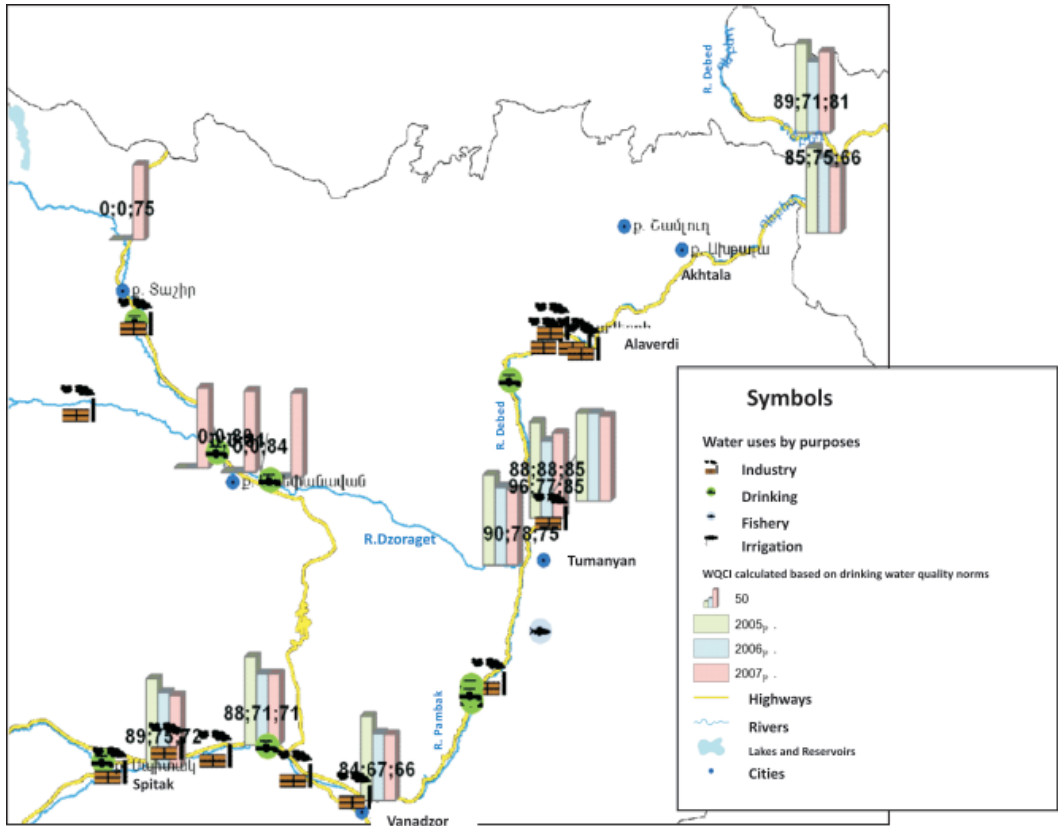 R. Debed
Դեբեդ
89;71;81
85;75;66
Դեբեդ
0;0;75
ք. Շամլուղ
ք. Ախթալա
Akhtala
ք. Տաշիր
Alaverdi
R. Debed
0;0;84
88;88;85
96;77;85
90;78;75
R.Dzoraget
Tumanyan
R. Pambak
88;71;71
89;75;72
84;67;66
Spitak
Vanadzor
Symbols
Water uses by purposes
Industry
Drinking
Fishery
Irrigation
WQCI calculated based on drinking water quality norms
50
2005թ .
2006թ .
2007թ .
Highways
Rivers
Lakes and Reservoirs
Cities